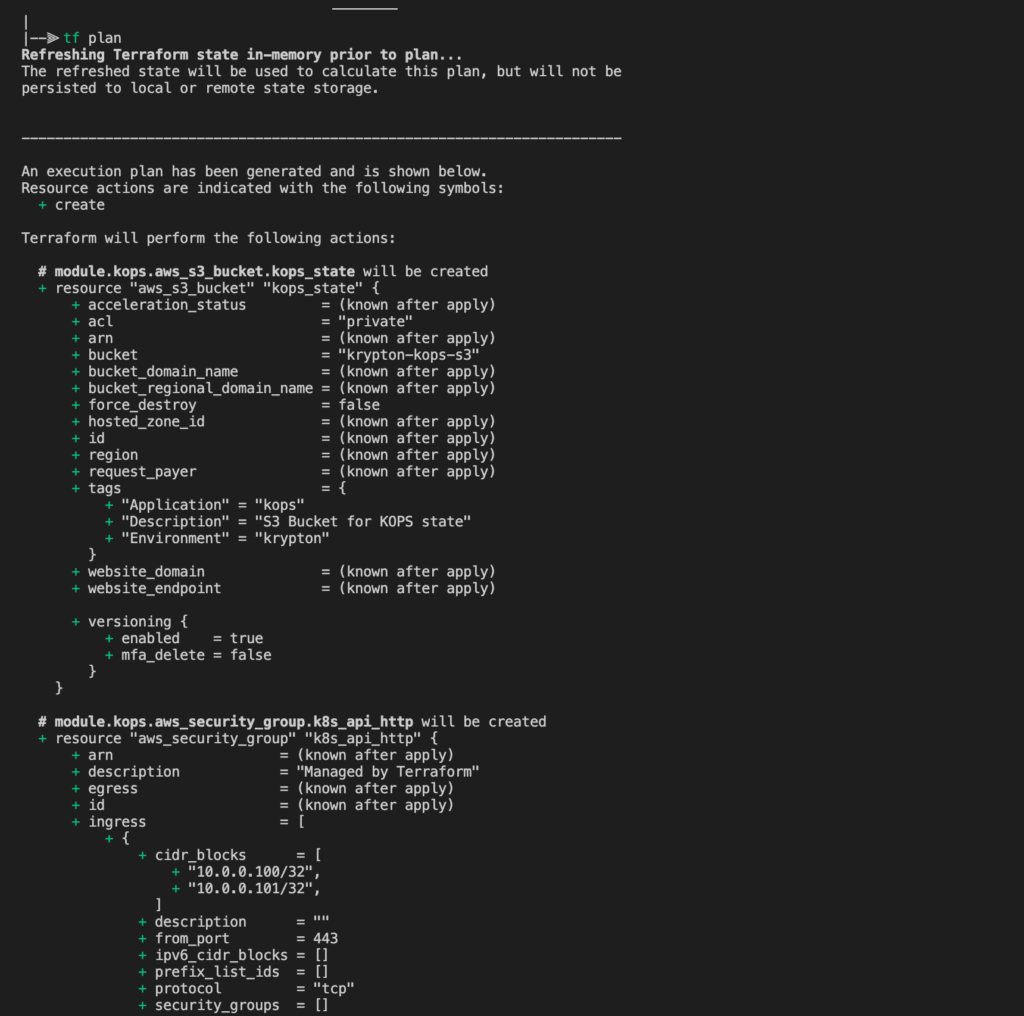 |
|--⫸tf plan
Refreshing Terraform state in-memory prior to plan...
The refreshed state will be used to calculate this plan, but will not be
persisted to local or remote state storage.
------------------------------------------------------------------------
An execution plan has been generated and is shown below.
Resource actions are indicated with the following symbols:
  + create
Terraform will perform the following actions:
  # module.kops.aws_s3_bucket.kops_state will be created
  + resource "aws_s3_bucket" "kops_state" {
      + acceleration_status         = (known after apply)
      + acl                         = "private"
      + arn                         = (known after apply)
      + bucket                      = "krypton-kops-s3"
      + bucket_domain_name          = (known after apply)
      + bucket_regional_domain_name = (known after apply)
      + force_destroy               = false
      + hosted_zone_id              = (known after apply)
      + id                          = (known after apply)
      + region                      = (known after apply)
      + request_payer               = (known after apply)
      + tags                        = {
          + "Application" = "kops"
          + "Description" = "S3 Bucket for KOPS state"
          + "Environment" = "krypton"
        }
      + website_domain              = (known after apply)
      + website_endpoint            = (known after apply)
      + versioning {
          + enabled    = true
          + mfa_delete = false
        }
    }
  # module.kops.aws_security_group.k8s_api_http will be created
  + resource "aws_security_group" "k8s_api_http" {
      + arn                    = (known after apply)
      + description            = "Managed by Terraform"
      + egress                 = (known after apply)
      + id                     = (known after apply)
      + ingress                = [
          + {
              + cidr_blocks      = [
                  + "10.0.0.100/32",
                  + "10.0.0.101/32",
                ]
              + description      = ""
              + from_port        = 443
              + ipv6_cidr_blocks = []
              + prefix_list_ids  = []
              + protocol         = "tcp"
              + security_groups  = []